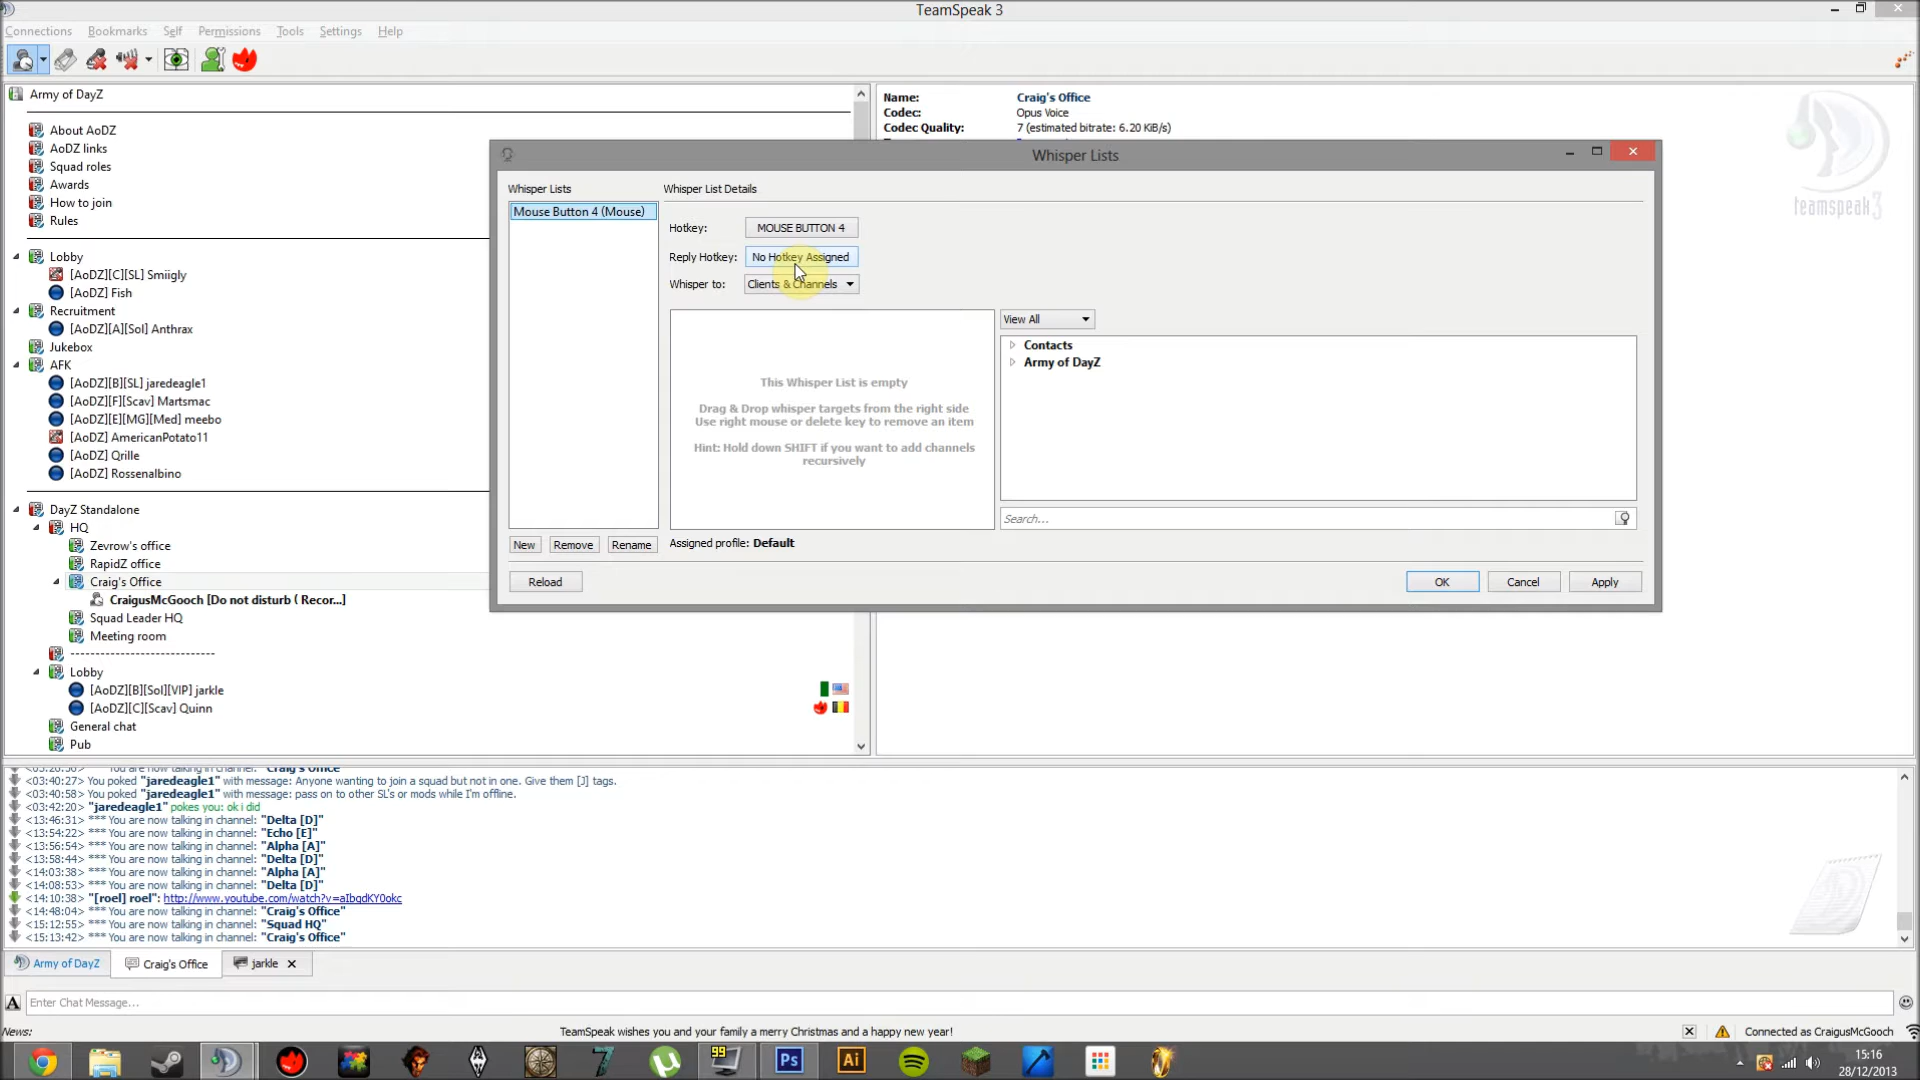 TeamSpeak 3
Connections Bookmarks Self Permissions Tools Settings Help
Army of DayZ
About AoDZ
AoDZ links
Squad roles
Awards
How to join
Rules
Lobby
[AoDZ][C][SL] Smiigly
[AoDZ] Fish
Recruitment
[AoDZ][A][Sol] Anthrax
Jukebox
AFK
[AoDZ][B][SL] jaredeagle1
[AoDZ][F][Scav] Martsmac
[AoDZ][E][MG][Med] meebo
[AoDZ] AmericanPotato11
[AoDZ] Qrille
[AoDZ] Rossenalbino
DayZ Standalone
HQ
Zevrow's office
RapidZ office
Craig's Office
CraigusMcGooch [Do not disturb ( Recor...]
Squad Leader HQ
Meeting room
----------------------------
Lobby
[AoDZ][B][Sol][VIP] jarkle
[AoDZ][C][Scav] Quinn
General chat
Pub
Name: Craig's Office
Codec: Opus Voice
Codec Quality: 7 (estimated bitrate: 6.20 KiB/s)
teamspeak 3
Whisper Lists
Whisper Lists
Mouse Button 4 (Mouse)
New Remove Rename
Whisper List Details
Hotkey: MOUSE BUTTON 4
Reply Hotkey: No Hotkey Assigned
Whisper to: Clients & Channels
This Whisper List is empty
Drag & Drop whisper targets from the right side
Use right mouse or delete key to remove an item
Hint: Hold down SHIFT if you want to add channels
recursively
View All
Contacts
Army of DayZ
Search...
Assigned profile: Default
Reload OK Cancel Apply
You are now talking in channel: "Craig's Office"
<03:40:27> You poked "jaredeagle1" with message: Anyone wanting to join a squad but not in one. Give them [J] tags.
<03:40:58> You poked "jaredeagle1" with message: pass on to other SL's or mods while I'm offline.
<03:42:20> "jaredeagle1" pokes you: ok i did
<13:46:31> *** You are now talking in channel: "Delta [D]"
<13:54:22> *** You are now talking in channel: "Echo [E]"
<13:56:54> *** You are now talking in channel: "Alpha [A]"
<13:58:44> *** You are now talking in channel: "Delta [D]"
<14:03:38> *** You are now talking in channel: "Alpha [A]"
<14:08:53> *** You are now talking in channel: "Delta [D]"
<14:10:38> "[roel] roel": http://www.youtube.com/watch?v=aIbqdKY0okc
<14:48:04> *** You are now talking in channel: "Craig's Office"
<15:12:55> *** You are now talking in channel: "Squad HQ"
<15:13:42> *** You are now talking in channel: "Craig's Office"
Army of DayZ Craig's Office jarkle
Enter Chat Message...
News: TeamSpeak wishes you and your family a merry Christmas and a happy new year! Connected as CraigusMcGooch
7 99 Ps Ai
15:16
28/12/2013